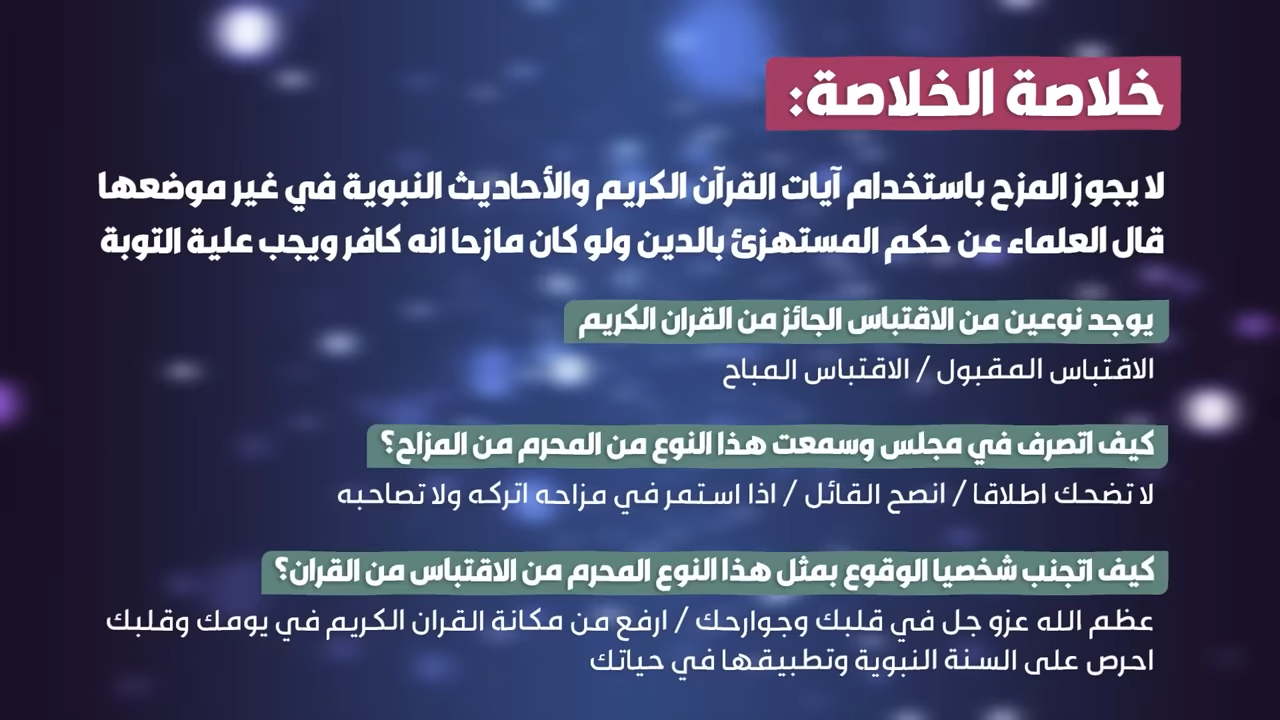 خلاصة الخلاصة:
لا يجوز المزح باستخدام آيات القرآن الكريم والأحاديث النبوية في غير موضعها
قال العلماء عن حكم المستهزئ بالدين ولو كان مازحا انه كافر ويجب علية التوبة
يوجد نوعين من الاقتباس الجائز من القران الكريم
الاقتباس المقبول / الاقتباس المباح
كيف اتصرف في مجلس وسمعت هذا النوع من المحرم من المزاح؟
لا تضحك اطلاقا / انصح القائل / اذا استمر في مزاحه اتركه ولا تصاحبه
كيف اتجنب شخصيا الوقوع بمثل هذا النوع المحرم من الاقتباس من القران؟
عظم الله عزو جل في قلبك وجوارحك / ارفع من مكانة القران الكريم في يومك وقلبك
احرص على السنة النبوية وتطبيقها في حياتك